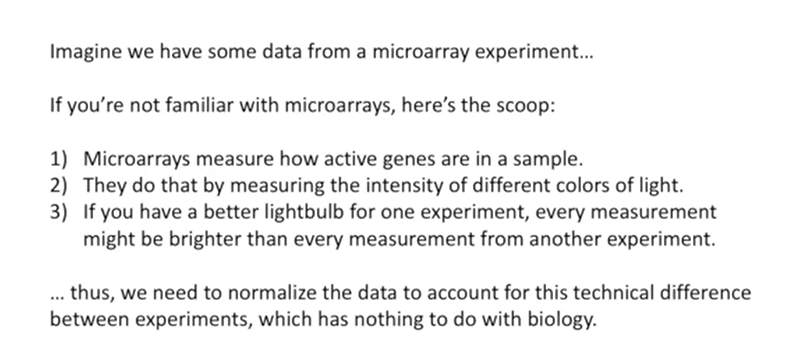 Imagine we have some data from a microarray experiment...
If you’re not familiar with microarrays, here’s the scoop:
1) Microarrays measure how active genes are in a sample.
2) They do that by measuring the intensity of different colors of light.
3) If you have a better lightbulb for one experiment, every measurement
might be brighter than every measurement from another experiment.
... thus, we need to normalize the data to account for this technical difference
between experiments, which has nothing to do with biology.